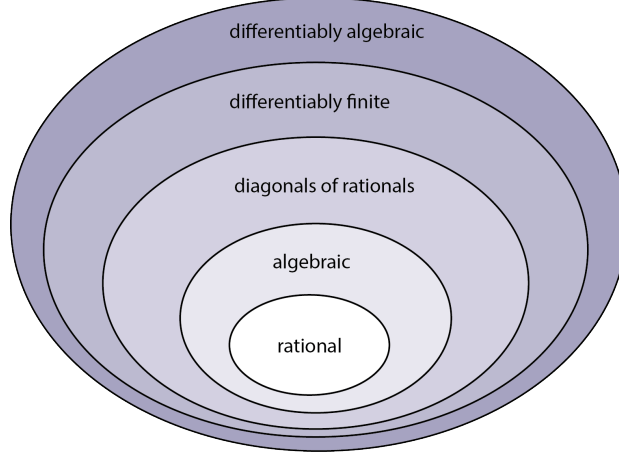 differentiably algebraic
differentiably finite
diagonals of rationals
algebraic
rational